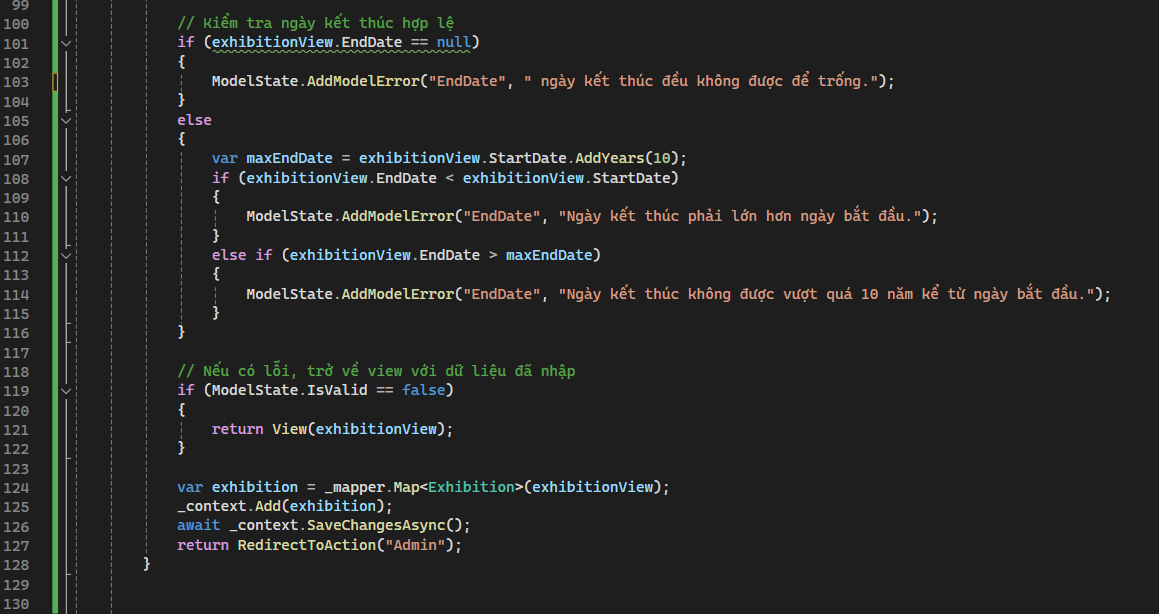 99
100 // Kiểm tra ngày kết thúc hợp lệ
101 if (exhibitionView.EndDate == null)
102 {
103 ModelState.AddModelError("EndDate", " ngày kết thúc đều không được để trống.");
104 }
105 else
106 {
107 var maxEndDate = exhibitionView.StartDate.AddYears(10);
108 if (exhibitionView.EndDate < exhibitionView.StartDate)
109 {
110 ModelState.AddModelError("EndDate", "Ngày kết thúc phải lớn hơn ngày bắt đầu.");
111 }
112 else if (exhibitionView.EndDate > maxEndDate)
113 {
114 ModelState.AddModelError("EndDate", "Ngày kết thúc không được vượt quá 10 năm kể từ ngày bắt đầu.");
115 }
116 }
117
118 // Nếu có lỗi, trở về view với dữ liệu đã nhập
119 if (ModelState.IsValid == false)
120 {
121 return View(exhibitionView);
122 }
123
124 var exhibition = _mapper.Map<Exhibition>(exhibitionView);
125 _context.Add(exhibition);
126 await _context.SaveChangesAsync();
127 return RedirectToAction("Admin");
128 }
129
130